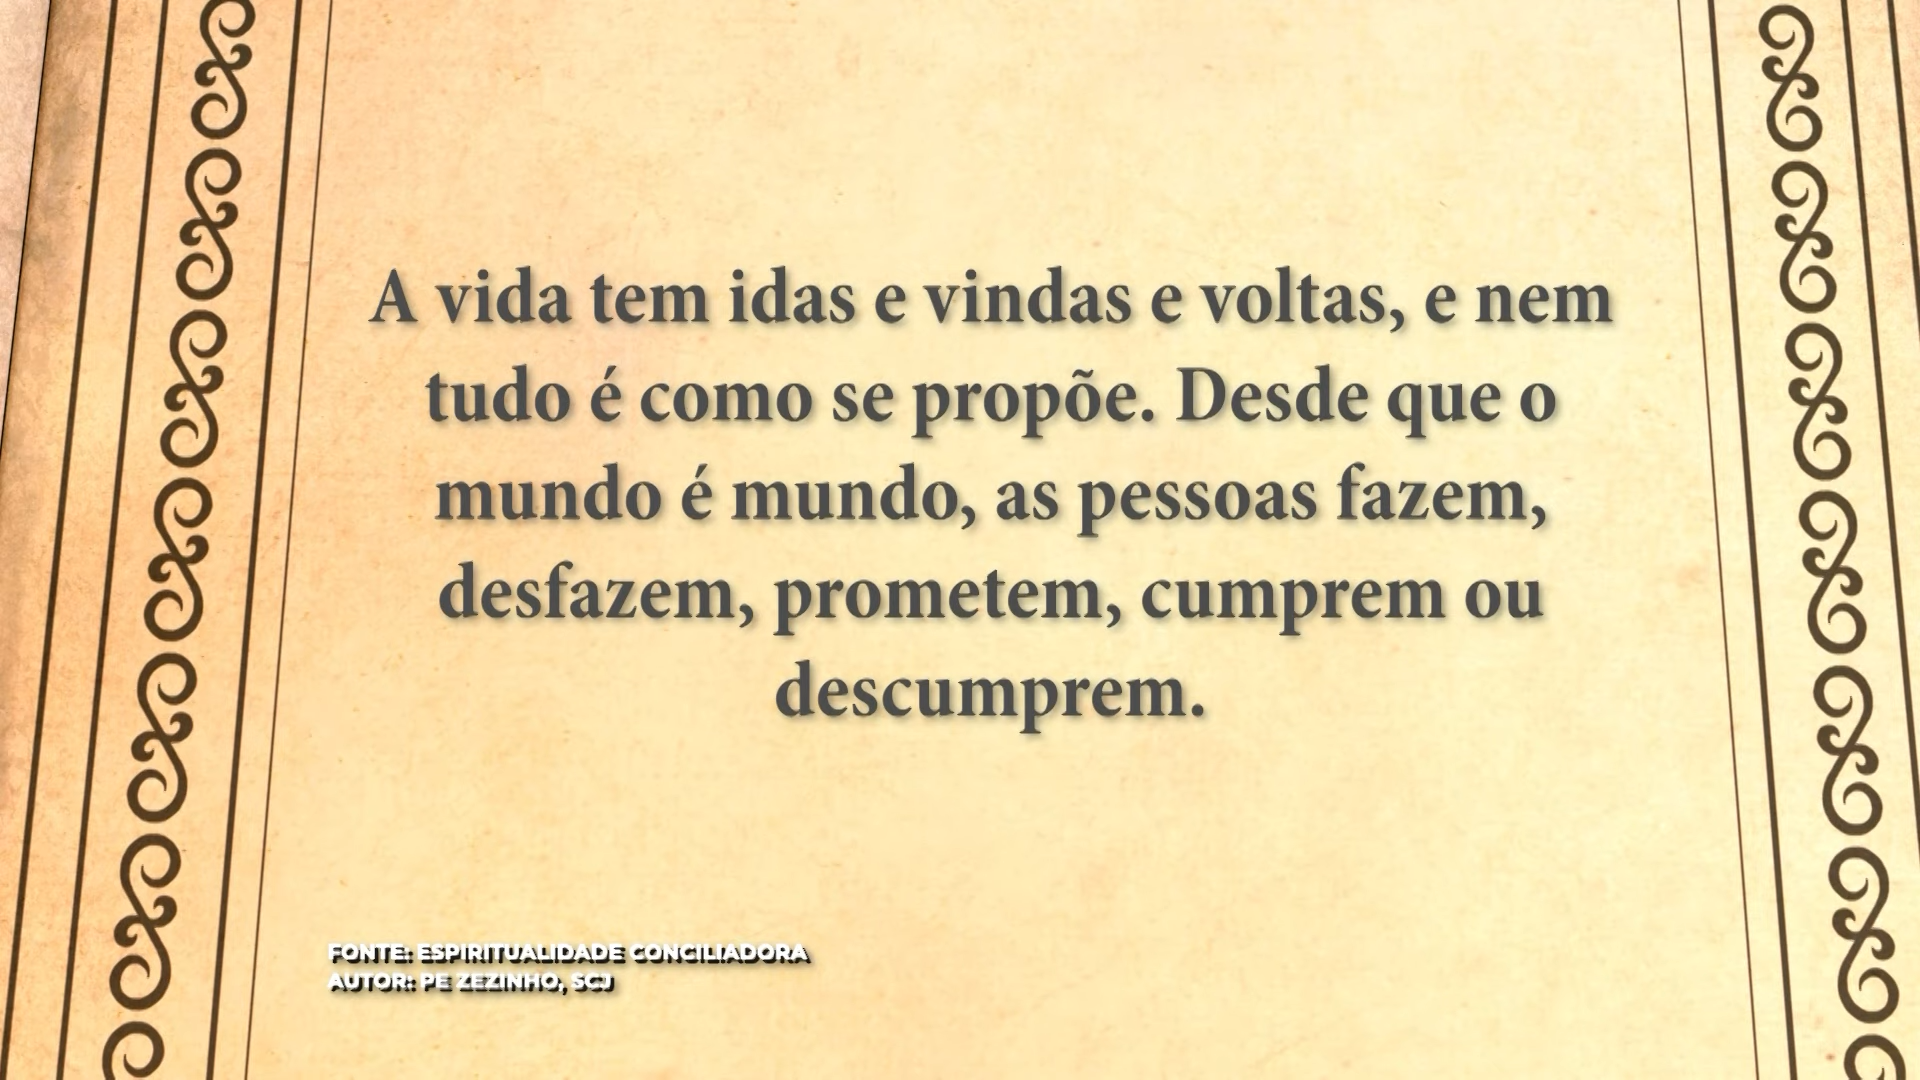 A vida tem idas e vindas e voltas, e nem
tudo é como se propõe. Desde que o
mundo é mundo, as pessoas fazem,
desfazem, prometem, cumprem ou
descumprem.
FONTE: ESPIRITUALIDADE CONCILIADORA
AUTOR: PE ZEZINHO, SCJ